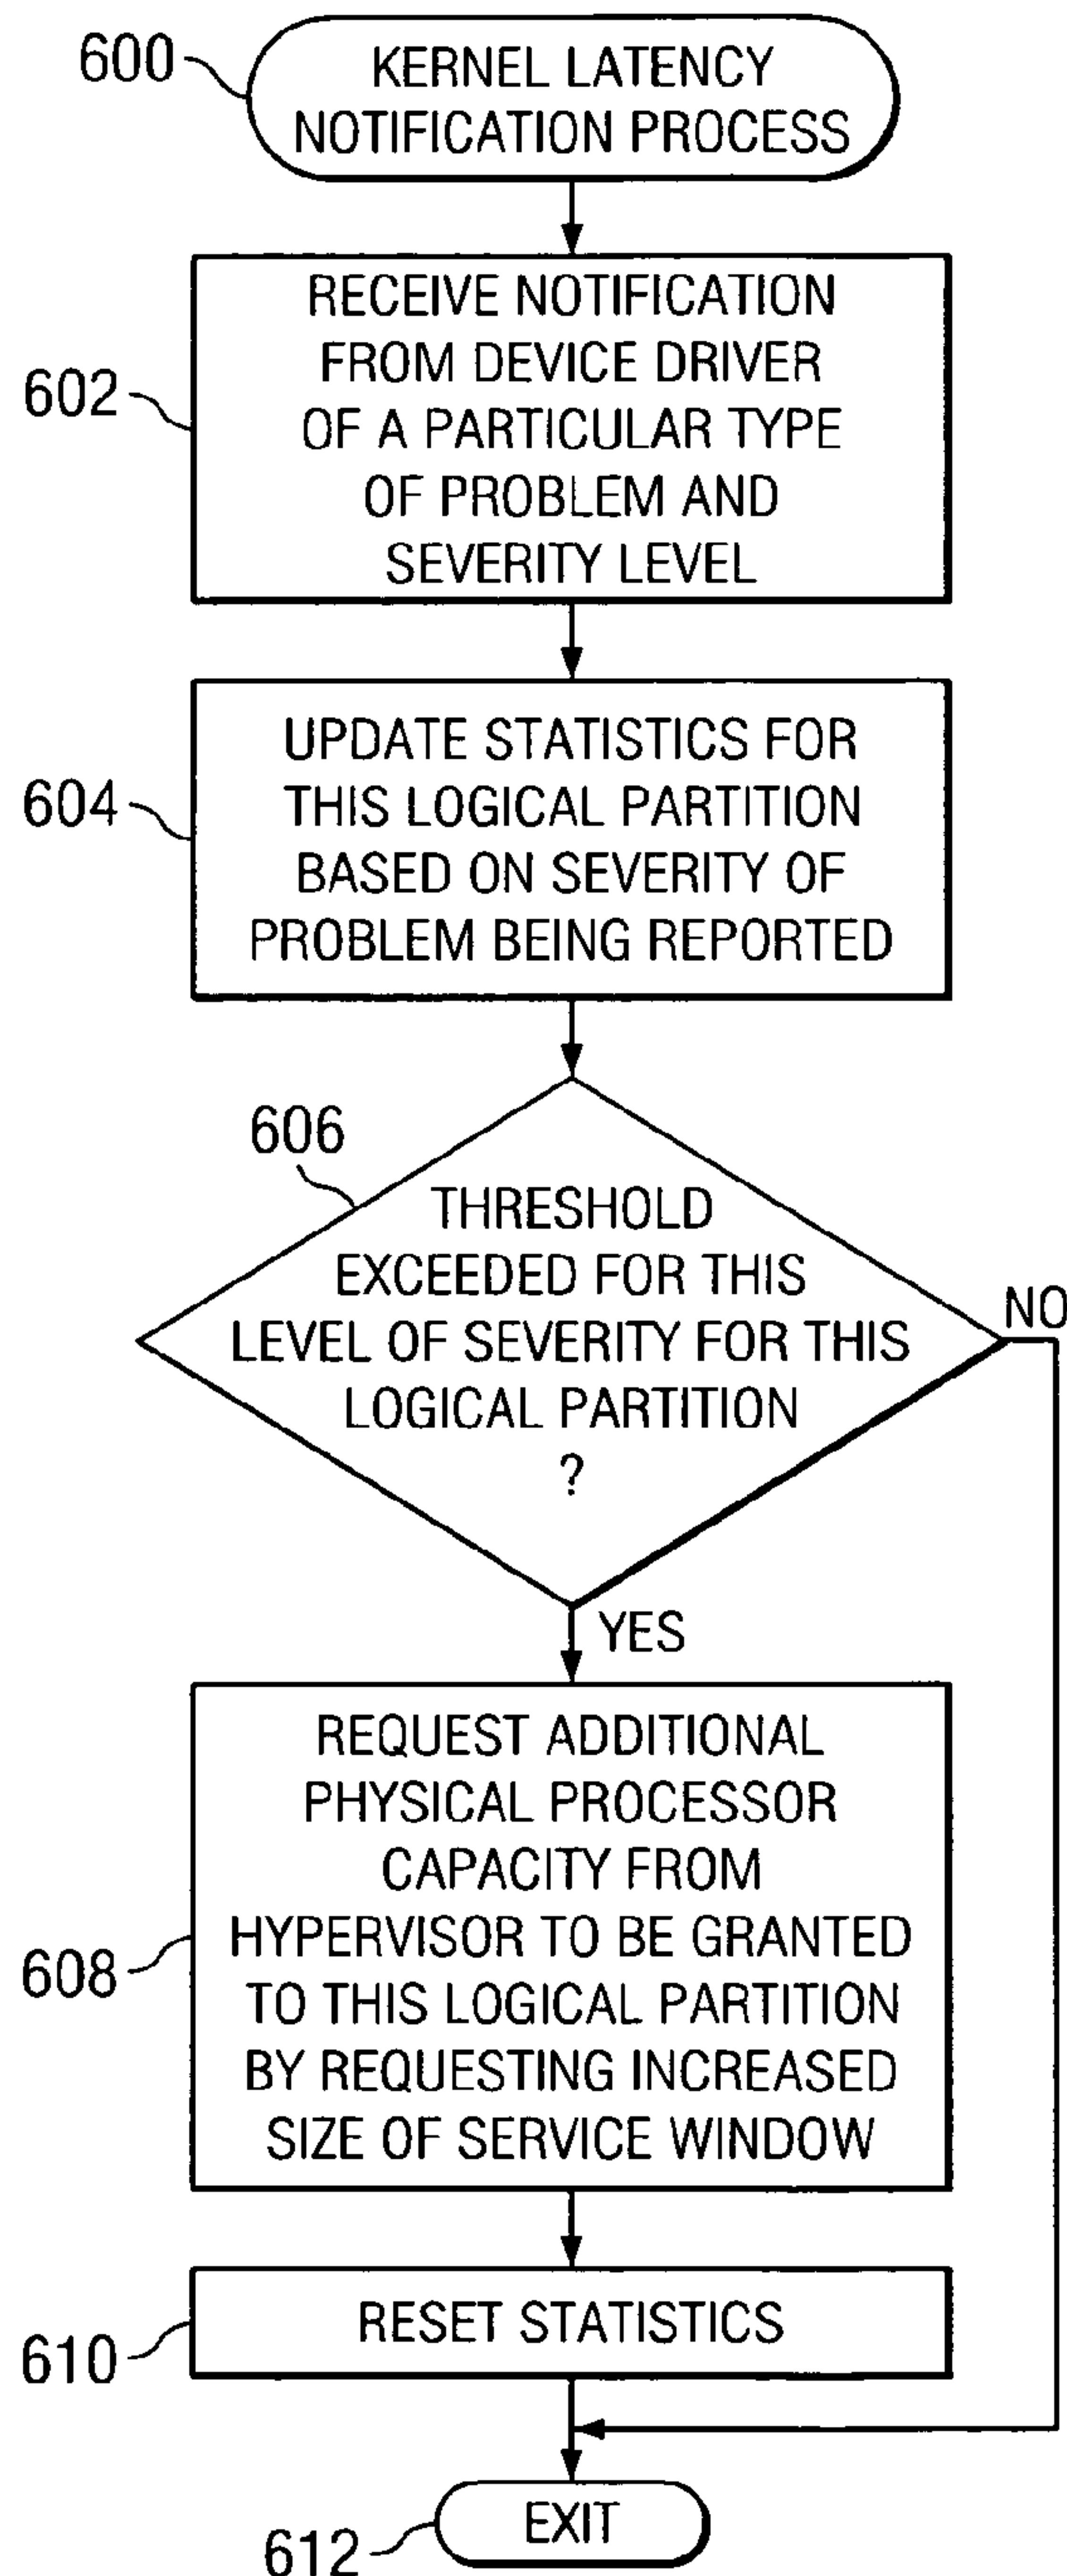 600
KERNEL LATENCY
NOTIFICATION PROCESS
602
RECEIVE NOTIFICATION
FROM DEVICE DRIVER
OF A PARTICULAR TYPE
OF PROBLEM AND
SEVERITY LEVEL
604
UPDATE STATISTICS FOR
THIS LOGICAL PARTITION
BASED ON SEVERITY OF
PROBLEM BEING REPORTED
606
THRESHOLD
EXCEEDED FOR THIS
LEVEL OF SEVERITY FOR THIS
LOGICAL PARTITION
?
NO
YES
608
REQUEST ADDITIONAL
PHYSICAL PROCESSOR
CAPACITY FROM
HYPERVISOR TO BE GRANTED
TO THIS LOGICAL PARTITION
BY REQUESTING INCREASED
SIZE OF SERVICE WINDOW
610
RESET STATISTICS
612
EXIT